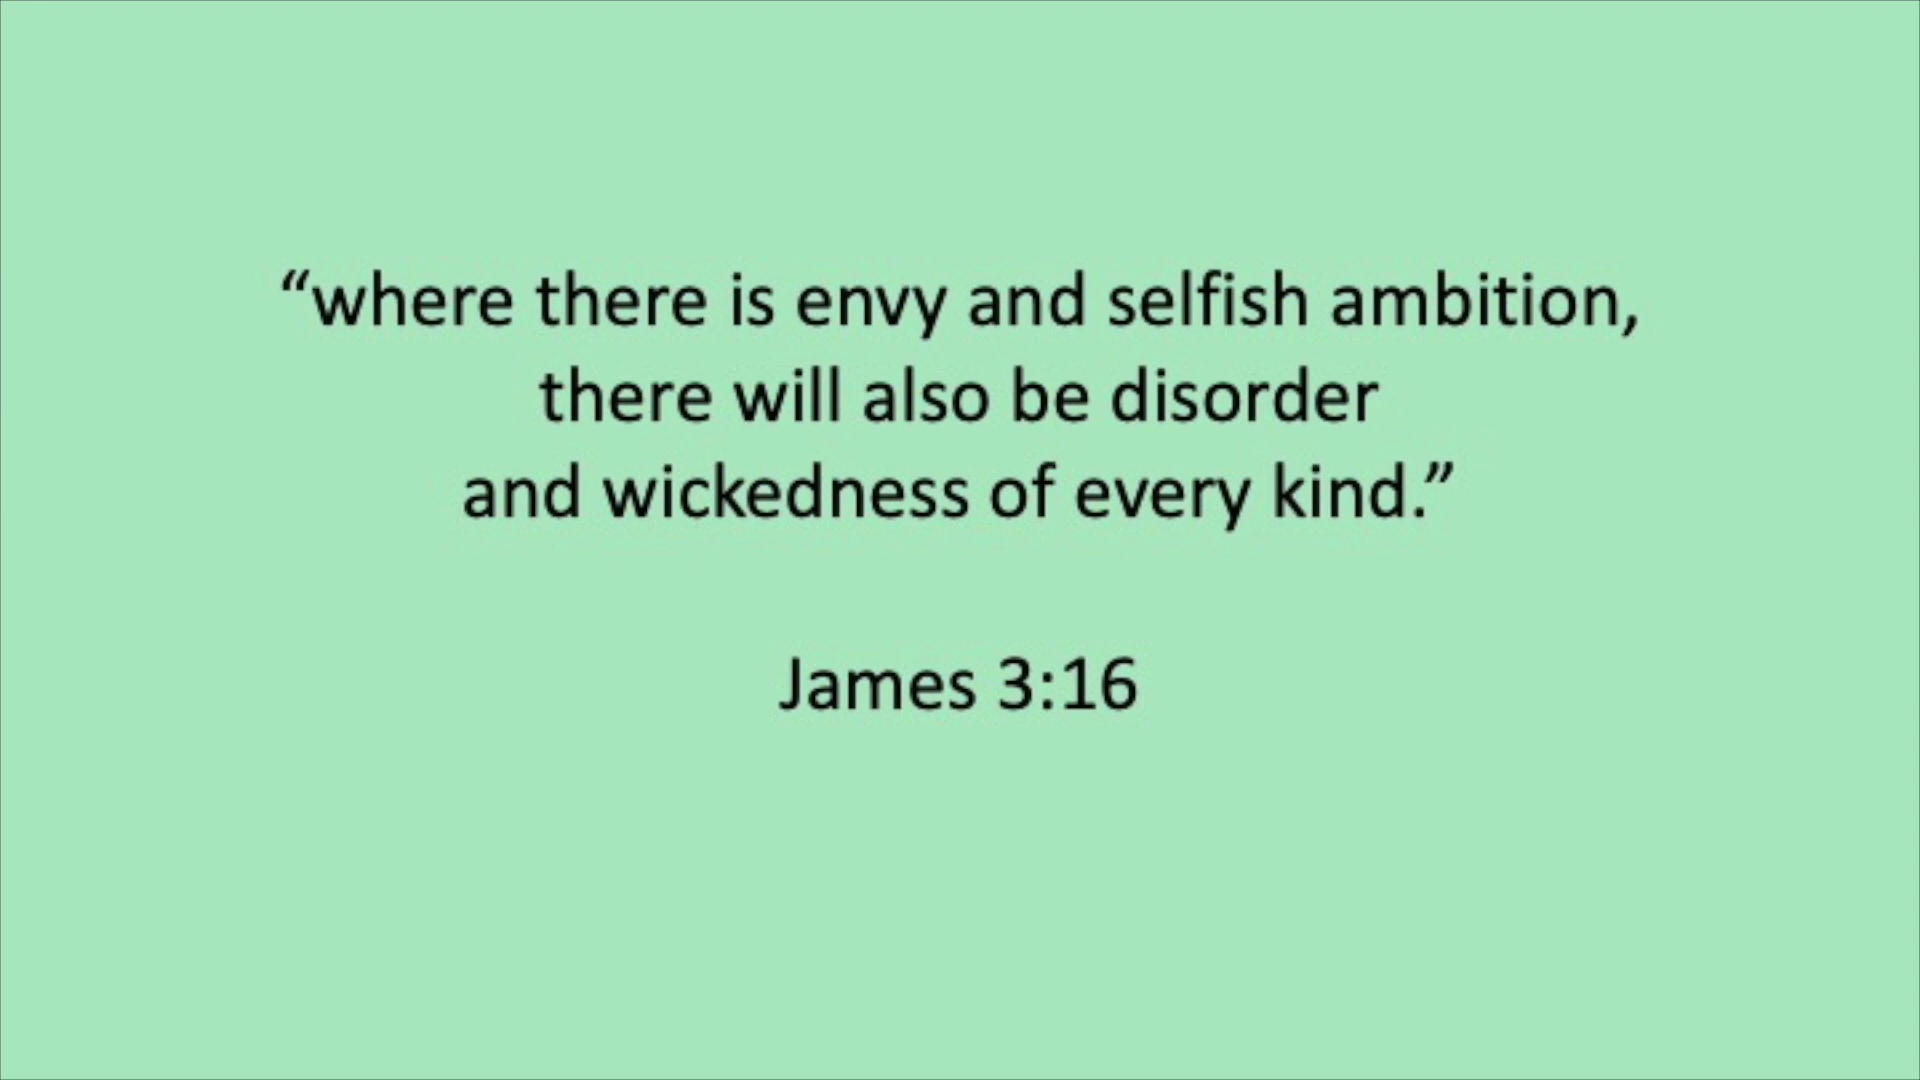 “where there is envy and selfish ambition,
there will also be disorder
and wickedness of every kind.”
James 3:16